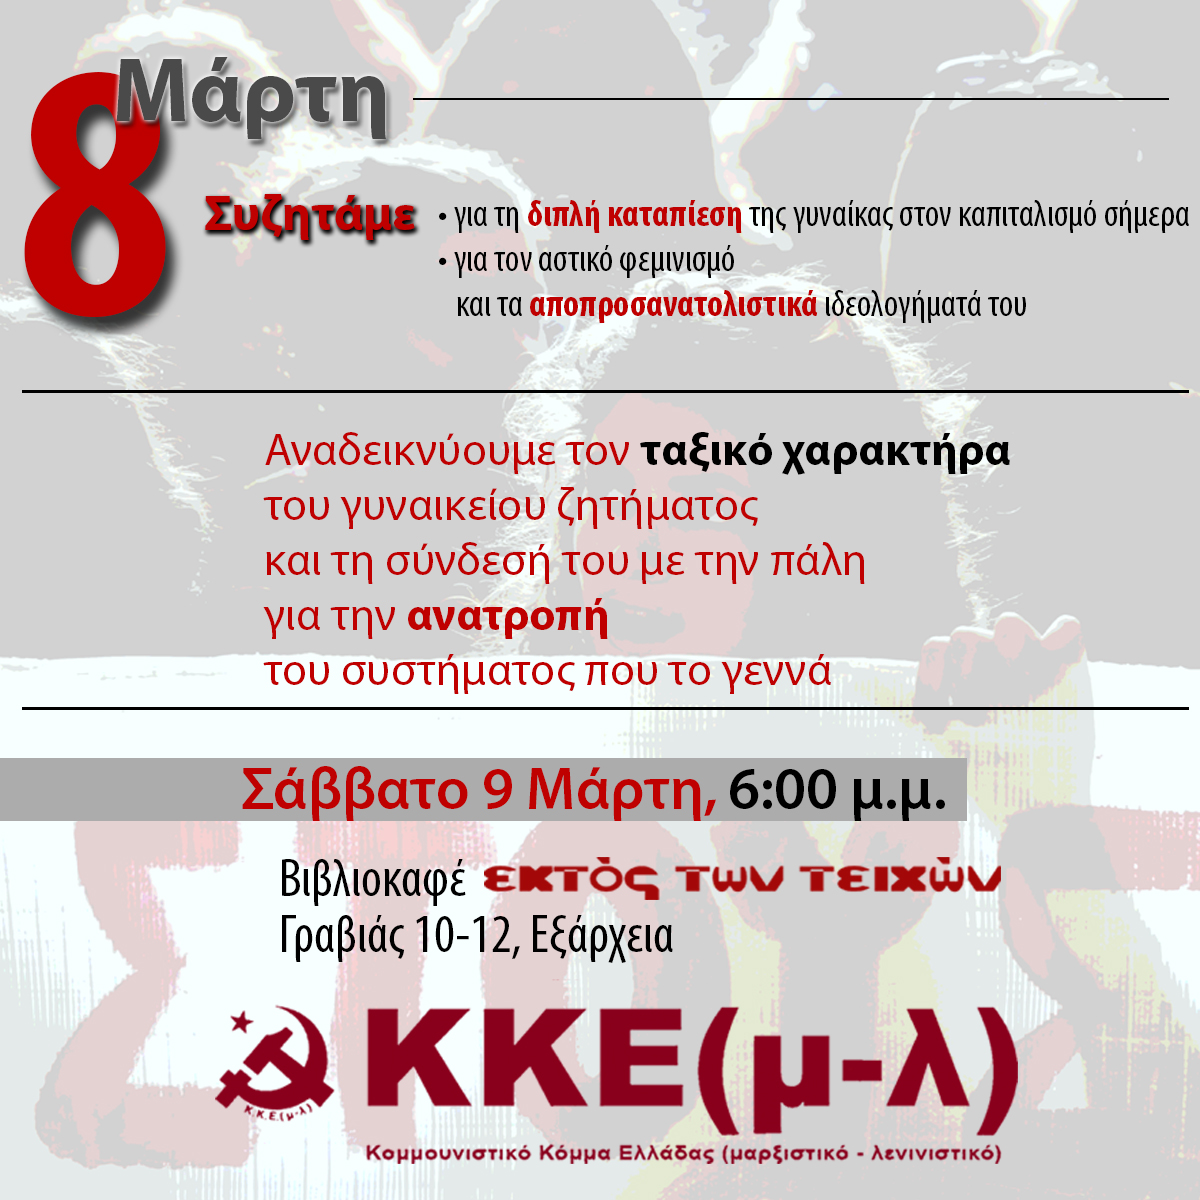 8 Μάρτη
Συζητάμε
• για τη διπλή καταπίεση της γυναίκας στον καπιταλισμό σήμερα
• για τον αστικό φεμινισμό
και τα αποπροσανατολιστικά ιδεολογήματά του
Αναδεικνύουμε τον ταξικό χαρακτήρα
του γυναικείου ζητήματος
και τη σύνδεσή του με την πάλη
για την ανατροπή
του συστήματος που το γεννά
Σάββατο 9 Μάρτη, 6:00 μ.μ.
Βιβλιοκαφέ εκτὸς των τειχὼν
Γραβιάς 10-12, Εξάρχεια
Κ.Κ.Ε.(μ-λ)
ΚΚΕ(μ-λ)
Κομμουνιστικό Κόμμα Ελλάδας (μαρξιστικό - λενινιστικό)